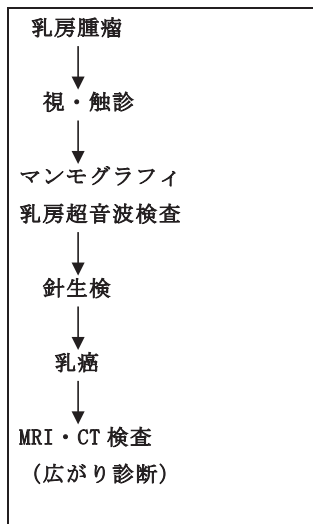 乳房腫瘤
視・触診
マンモグラフィ
乳房超音波検査
針生検
乳癌
MRI・CT 検査
（広がり診断）